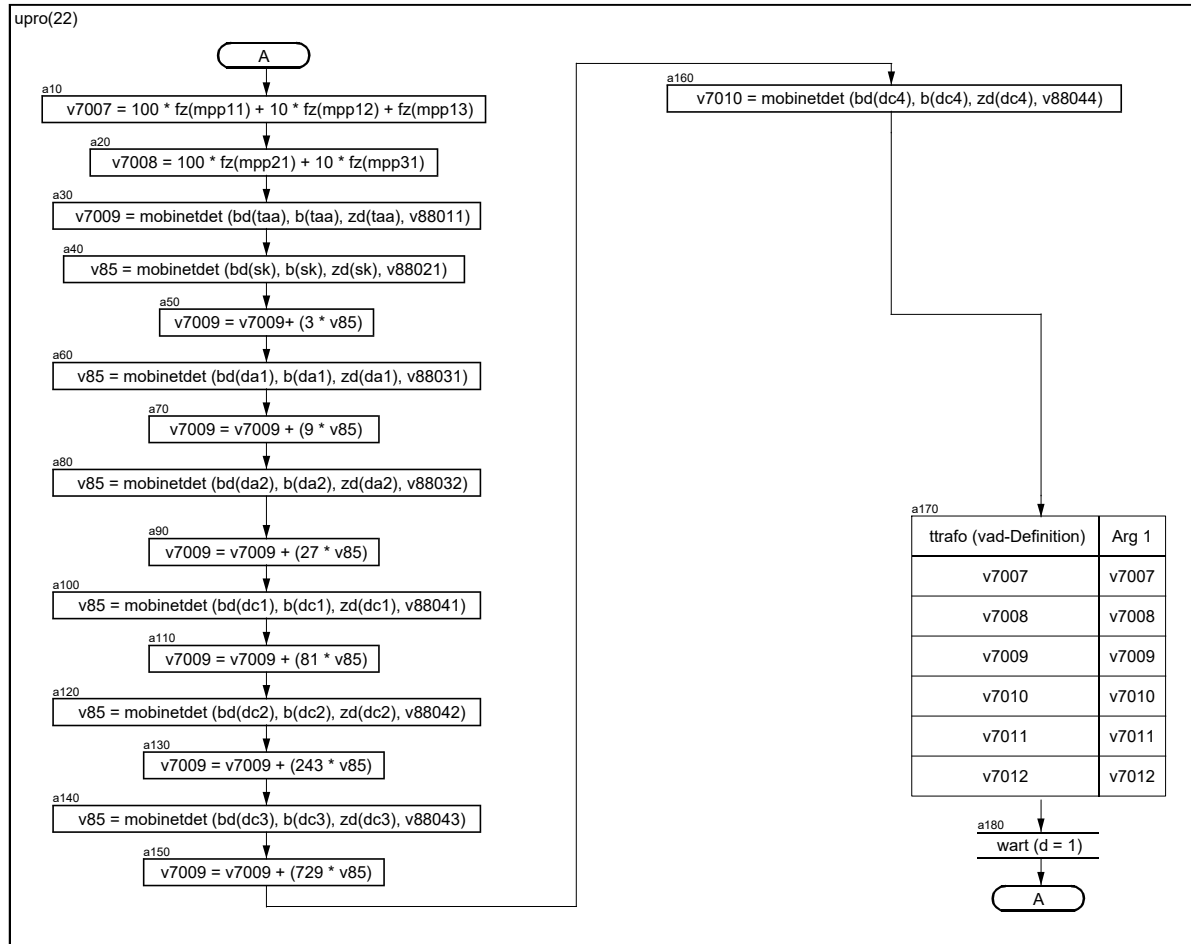 upro(22)
A
a10
v7007 = 100 * fz(mpp11) + 10 * fz(mpp12) + fz(mpp13)
a20
v7008 = 100 * fz(mpp21) + 10 * fz(mpp31)
a30
v7009 = mobinetdet (bd(taa), b(taa), zd(taa), v88011)
a40
v85 = mobinetdet (bd(sk), b(sk), zd(sk), v88021)
a50
v7009 = v7009+ (3 * v85)
a60
v85 = mobinetdet (bd(da1), b(da1), zd(da1), v88031)
a70
v7009 = v7009 + (9 * v85)
a80
v85 = mobinetdet (bd(da2), b(da2), zd(da2), v88032)
a90
v7009 = v7009 + (27 * v85)
a100
v85 = mobinetdet (bd(dc1), b(dc1), zd(dc1), v88041)
a110
v7009 = v7009 + (81 * v85)
a120
v85 = mobinetdet (bd(dc2), b(dc2), zd(dc2), v88042)
a130
v7009 = v7009 + (243 * v85)
a140
v85 = mobinetdet (bd(dc3), b(dc3), zd(dc3), v88043)
a150
v7009 = v7009 + (729 * v85)
a160
v7010 = mobinetdet (bd(dc4), b(dc4), zd(dc4), v88044)
a170
ttrafo (vad-Definition) Arg 1
v7007 v7007
v7008 v7008
v7009 v7009
v7010 v7010
v7011 v7011
v7012 v7012
a180
wart (d = 1)
A